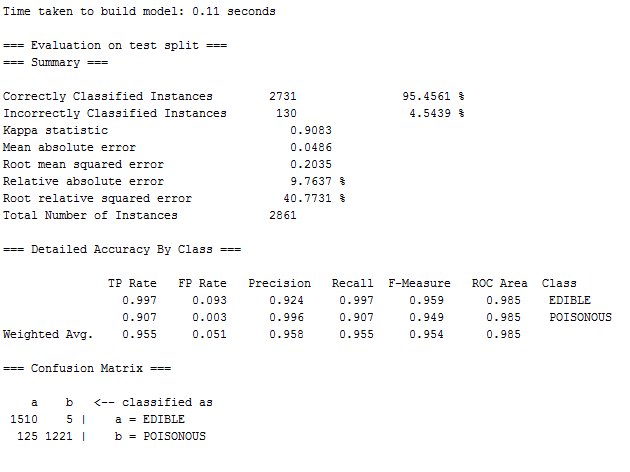 Time taken to build model: 0.11 seconds
=== Evaluation on test split ===
=== Summary ===
Correctly Classified Instances        2731               95.4561 %
Incorrectly Classified Instances       130                4.5439 %
Kappa statistic                          0.9083
Mean absolute error                      0.0486
Root mean squared error                  0.2035
Relative absolute error                  9.7637 %
Root relative squared error             40.7731 %
Total Number of Instances             2861
=== Detailed Accuracy By Class ===
               TP Rate   FP Rate   Precision   Recall  F-Measure   ROC Area  Class
                 0.997     0.093      0.924     0.997     0.959      0.985    EDIBLE
                 0.907     0.003      0.996     0.907     0.949      0.985    POISONOUS
Weighted Avg.    0.955     0.051      0.958     0.955     0.954      0.985
=== Confusion Matrix ===
    a    b   <-- classified as
 1510    5 |    a = EDIBLE
  125 1221 |    b = POISONOUS